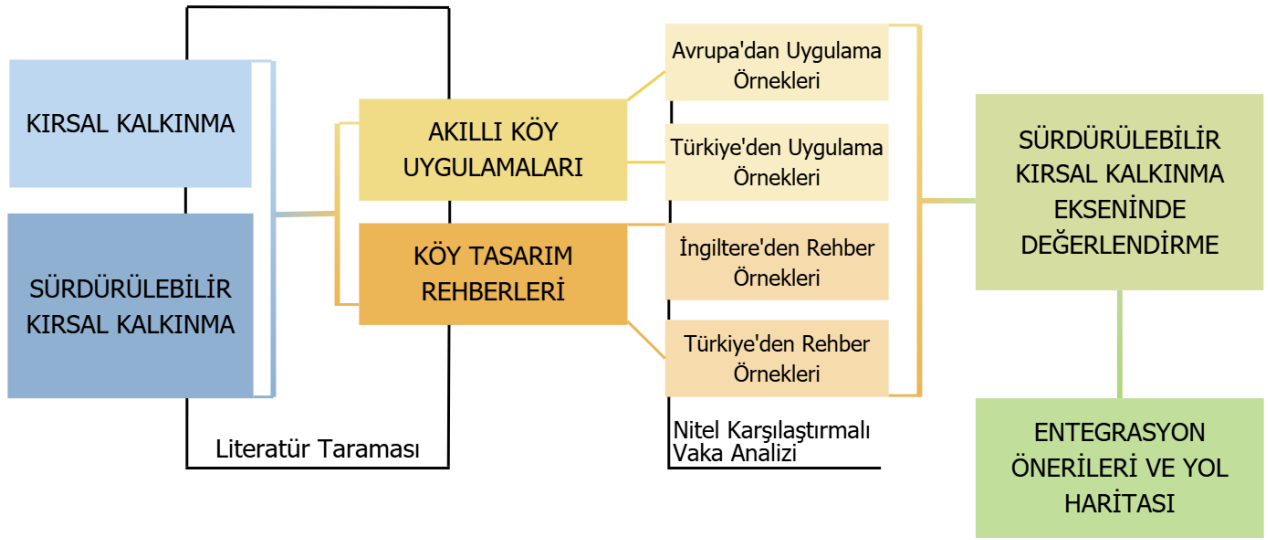 KIRSAL KALKINMA
SÜRDÜRÜLEBİLİR
KIRSAL KALKINMA
Literatür Taraması
AKILLI KÖY
UYGULAMALARI
KÖY TASARIM
REHBERLERİ
Avrupa'dan Uygulama
Örnekleri
Türkiye'den Uygulama
Örnekleri
İngiltere'den Rehber
Örnekleri
Türkiye'den Rehber
Örnekleri
Nitel Karşılaştırmalı
Vaka Analizi
SÜRDÜRÜLEBİLİR
KIRSAL KALKINMA
EKSENİNDE
DEĞERLENDİRME
ENTEGRASYON
ÖNERİLERİ VE YOL
HARİTASI